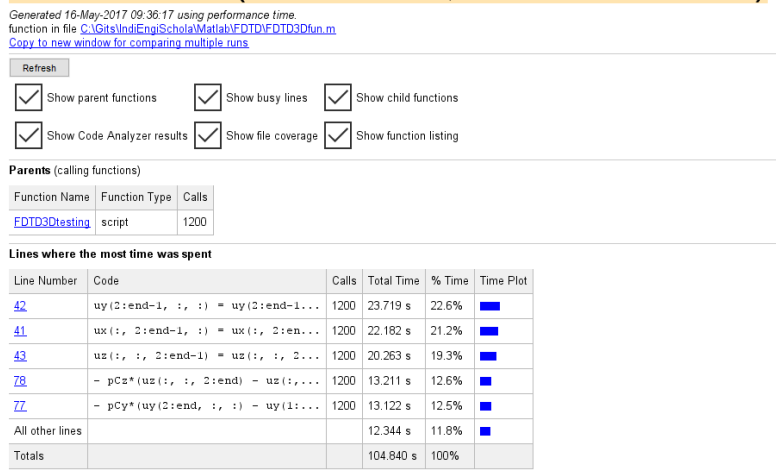 Generated 16-May-2017 09:36:17 using performance time.
function in file C:\Gits\IndiEngiSchola\Matlab\FDTD\FDTD3Dfun.m
Copy to new window for comparing multiple runs
Refresh
Show parent functions Show busy lines Show child functions
Show Code Analyzer results Show file coverage Show function listing
Parents (calling functions)
Function Name Function Type Calls
FDTD3Dtesting script 1200
Lines where the most time was spent
Line Number Code Calls Total Time % Time Time Plot
42 uy(2:end-1, :, :) = uy(2:end-1... 1200 23.719 s 22.6%
41 ux(:, 2:end-1, :) = ux(:, 2:en... 1200 22.182 s 21.2%
43 uz(:, :, 2:end-1) = uz(:, :, 2... 1200 20.263 s 19.3%
78 - pCz*(uz(:, :, 2:end) - uz(:,... 1200 13.211 s 12.6%
77 - pCy*(uy(2:end, :, :) - uy(1:... 1200 13.122 s 12.5%
All other lines 12.344 s 11.8%
Totals 104.840 s 100%